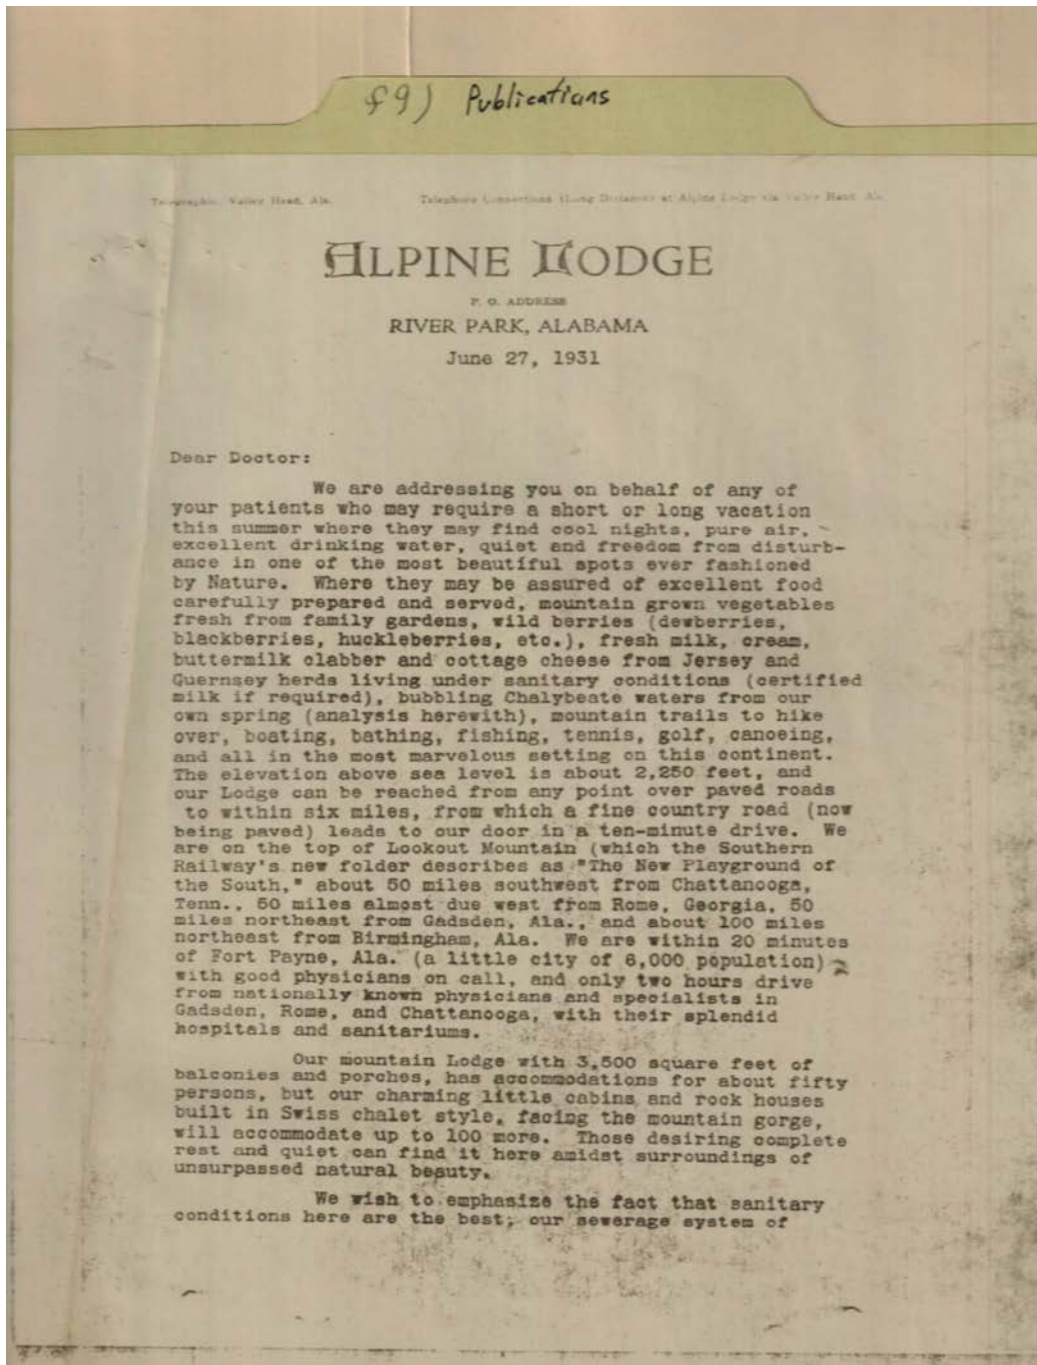 f9) Publications
Telegraphic: Valley Head, Ala.
Telephone Connections (Long Distance) at Alpine Lodge via Valley Head, Ala.
ALPINE LODGE
P. O. ADDRESS
RIVER PARK, ALABAMA
June 27, 1931
Dear Doctor:
We are addressing you on behalf of any of
your patients who may require a short or long vacation
this summer where they may find cool nights, pure air,
excellent drinking water, quiet and freedom from disturb-
ance in one of the most beautiful spots ever fashioned
by Nature. Where they may be assured of excellent food
carefully prepared and served, mountain grown vegetables
fresh from family gardens, wild berries (dewberries,
blackberries, huckleberries, etc.), fresh milk, cream,
buttermilk clabber and cottage cheese from Jersey and
Guernsey herds living under sanitary conditions (certified
milk if required), bubbling Chalybeate waters from our
own spring (analysis herewith), mountain trails to hike
over, boating, bathing, fishing, tennis, golf, canoeing,
and all in the most marvelous setting on this continent.
The elevation above sea level is about 2,250 feet, and
our Lodge can be reached from any point over paved roads
to within six miles, from which a fine country road (now
being paved) leads to our door in a ten-minute drive. We
are on the top of Lookout Mountain (which the Southern
Railway's new folder describes as "The New Playground of
the South," about 50 miles southwest from Chattanooga,
Tenn., 50 miles almost due west from Rome, Georgia, 50
miles northeast from Gadsden, Ala., and about 100 miles
northeast from Birmingham, Ala. We are within 20 minutes
of Fort Payne, Ala. (a little city of 6,000 population)
with good physicians on call, and only two hours drive
from nationally known physicians and specialists in
Gadsden, Rome, and Chattanooga, with their splendid
hospitals and sanitariums.
Our mountain Lodge with 3,500 square feet of
balconies and porches, has accommodations for about fifty
persons, but our charming little cabins and rock houses
built in Swiss chalet style, facing the mountain gorge,
will accommodate up to 100 more. Those desiring complete
rest and quiet can find it here amidst surroundings of
unsurpassed natural beauty.
We wish to emphasize the fact that sanitary
conditions here are the best; our sewerage system of